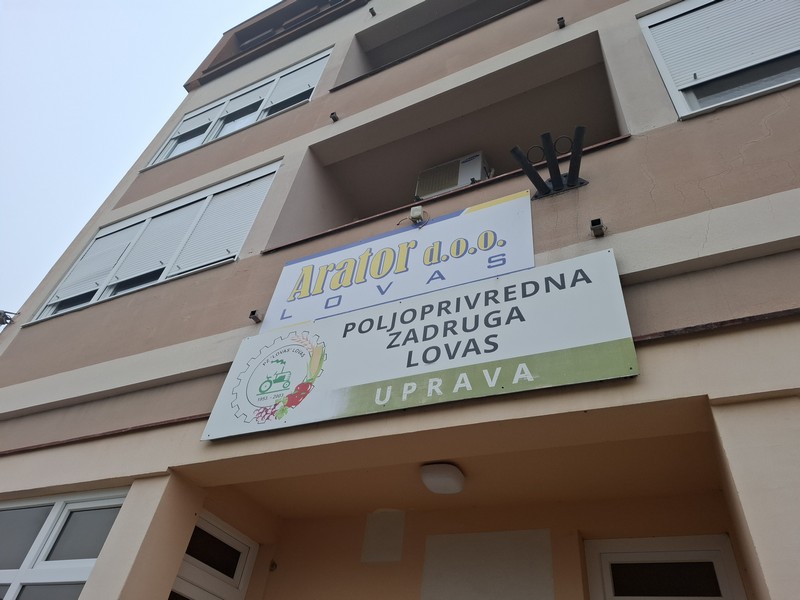 Arator d.o.o.
LOVAS
POLJOPRIVREDNA
ZADRUGA
LOVAS
UPRAVA